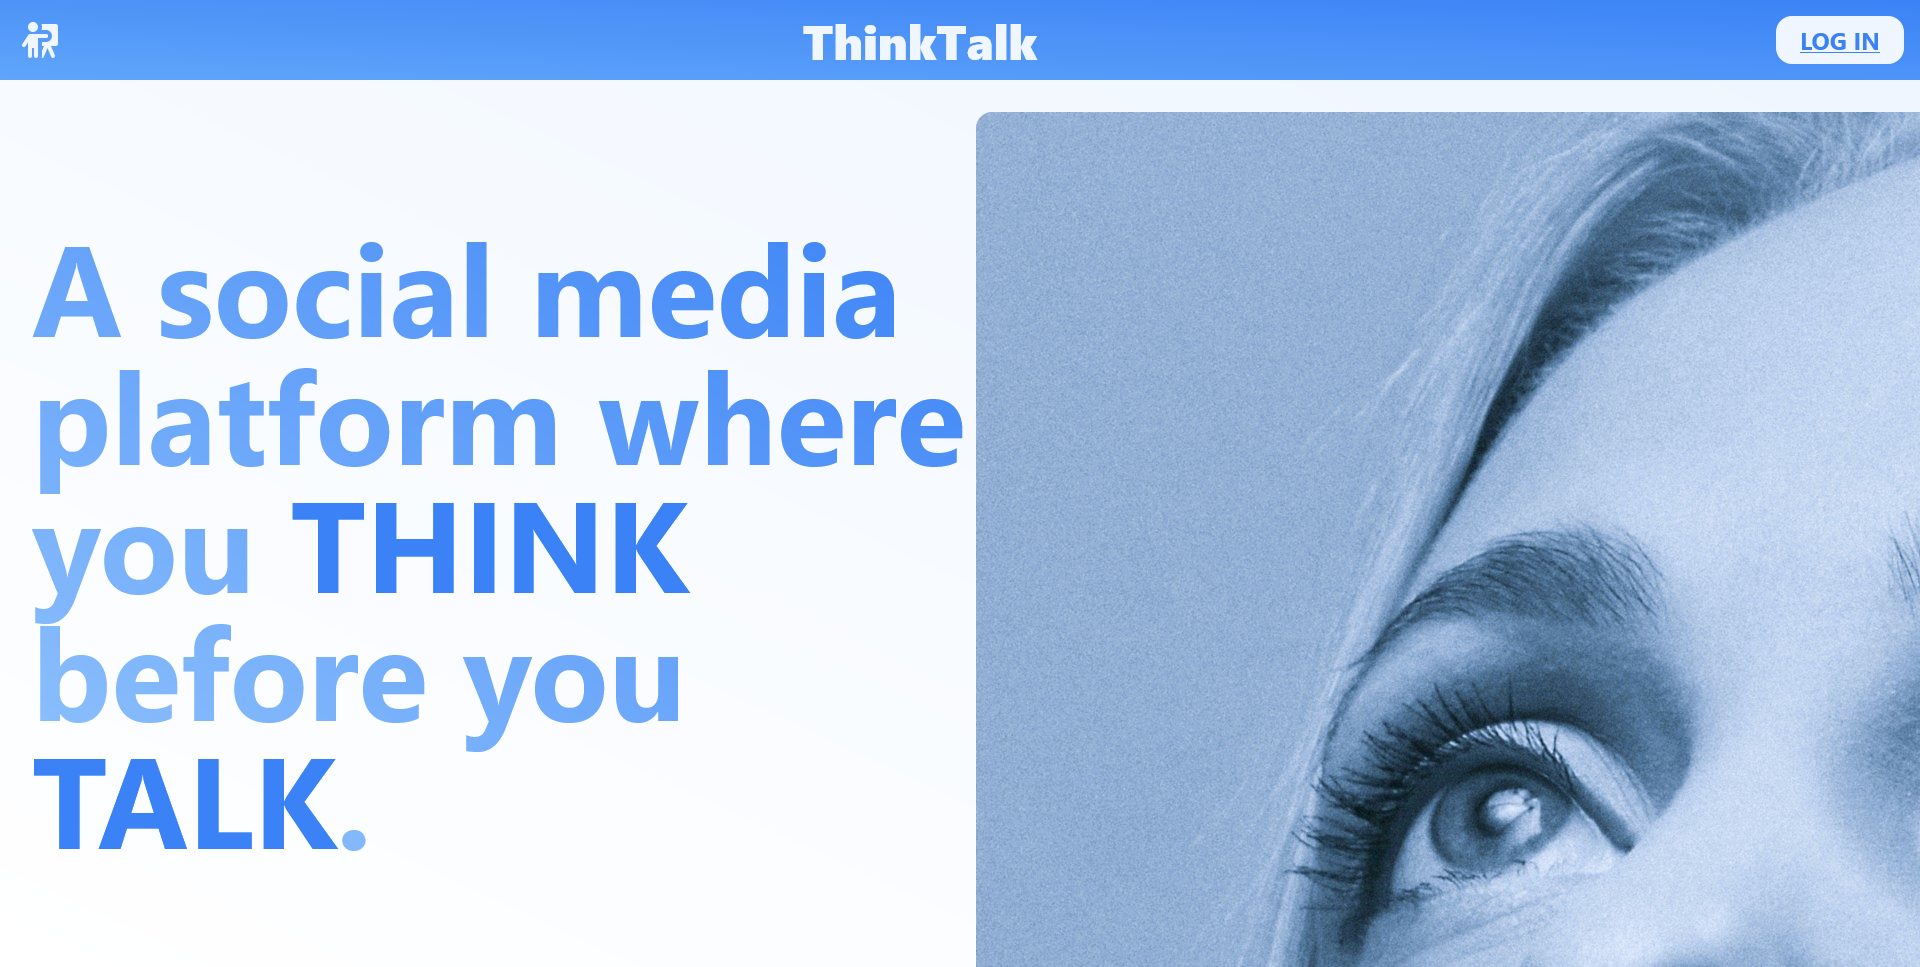 ThinkTalk
LOG IN
A social media
platform where
you THINK
before you
TALK.